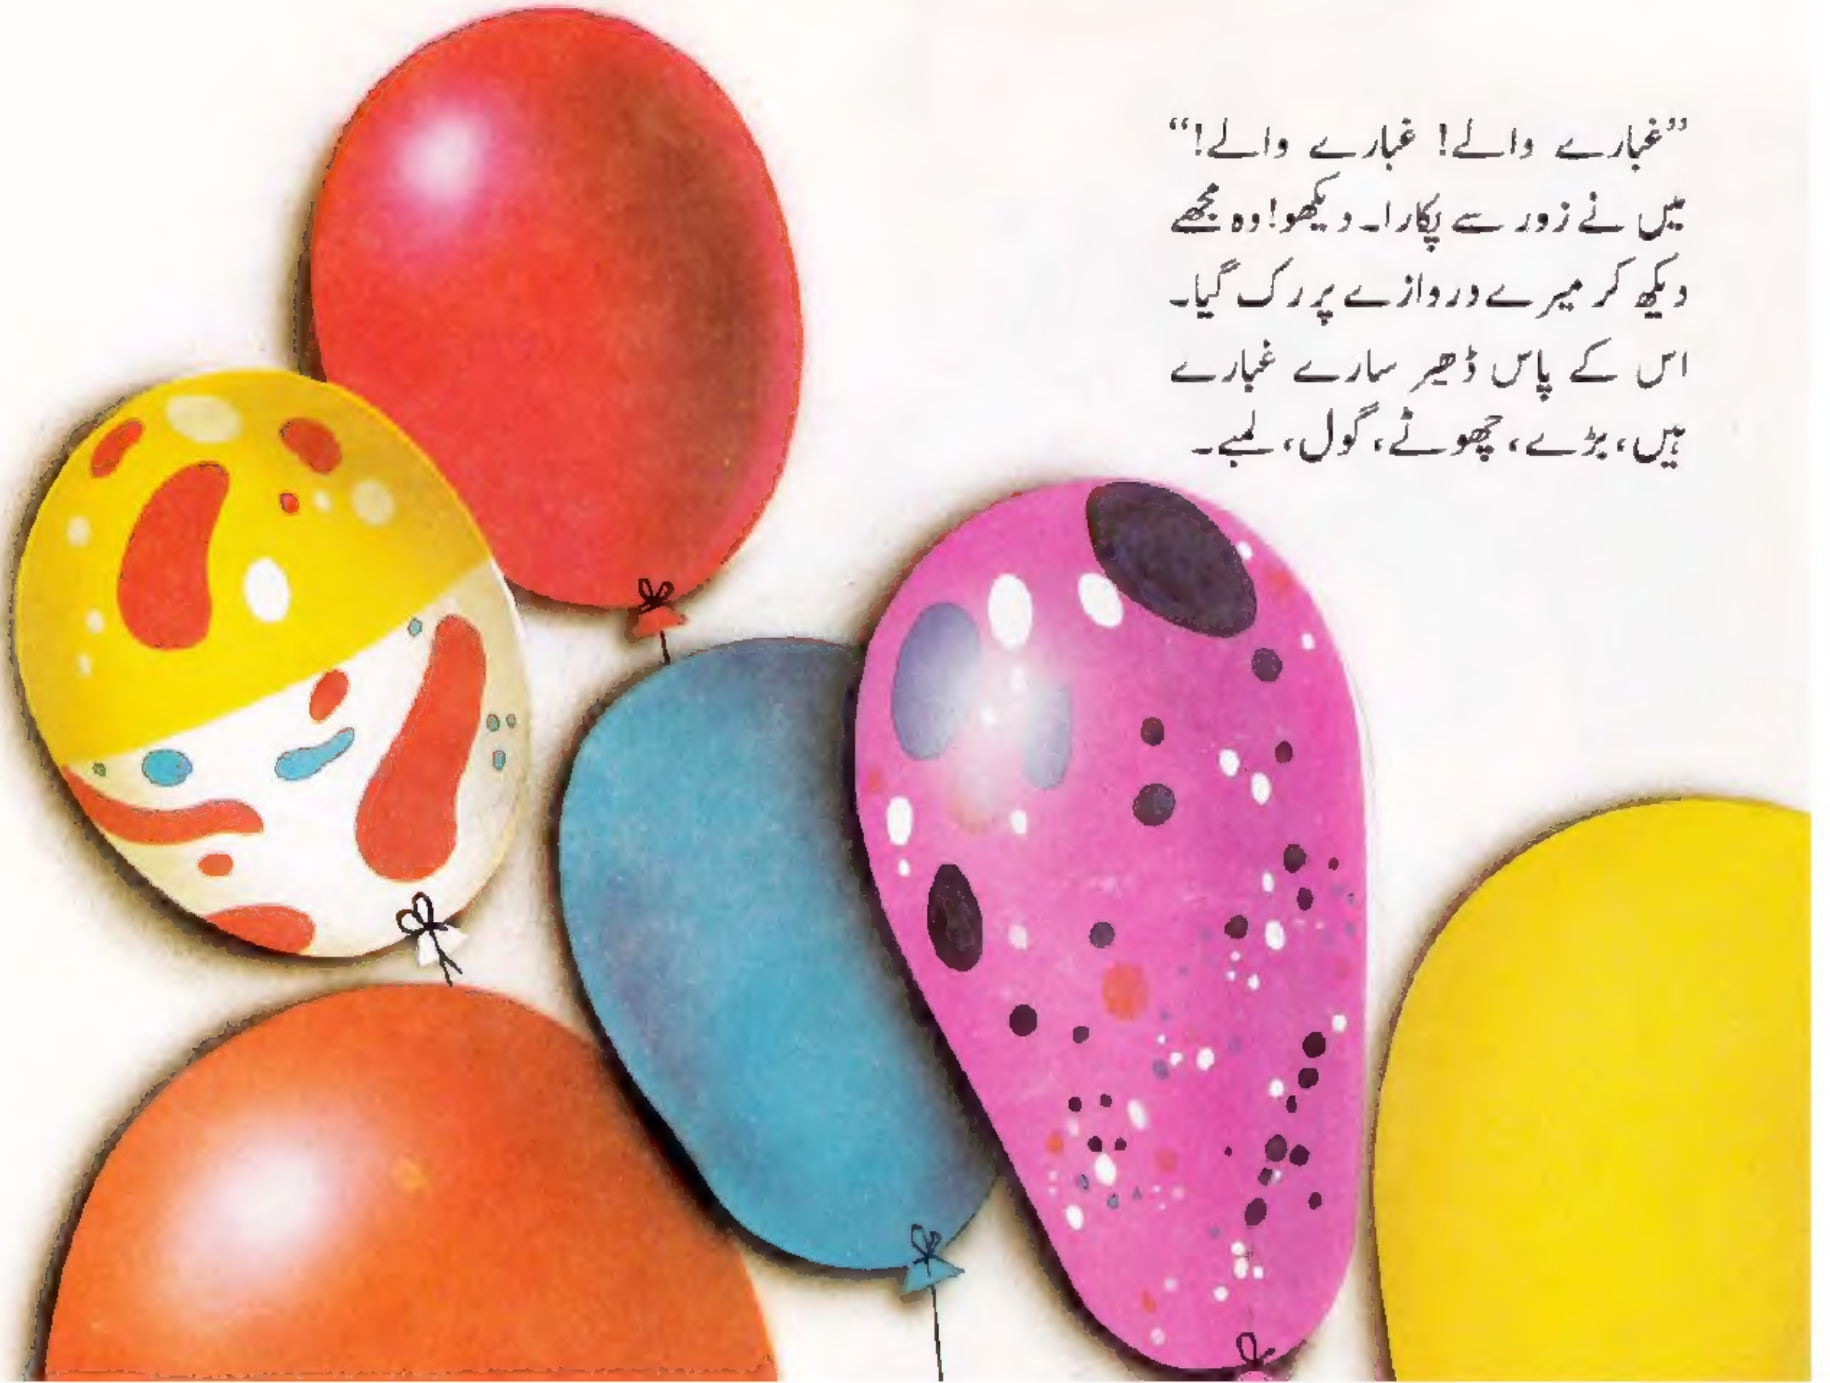 ”غبارے والے! غبارے والے!“
میں نے زور سے پکارا۔ دیکھو! وہ مجھے
دیکھ کر میرے دروازے پر رک گیا۔
اس کے پاس ڈھیر سارے غبارے
ہیں، بڑے، چھوٹے، گول، لمبے۔